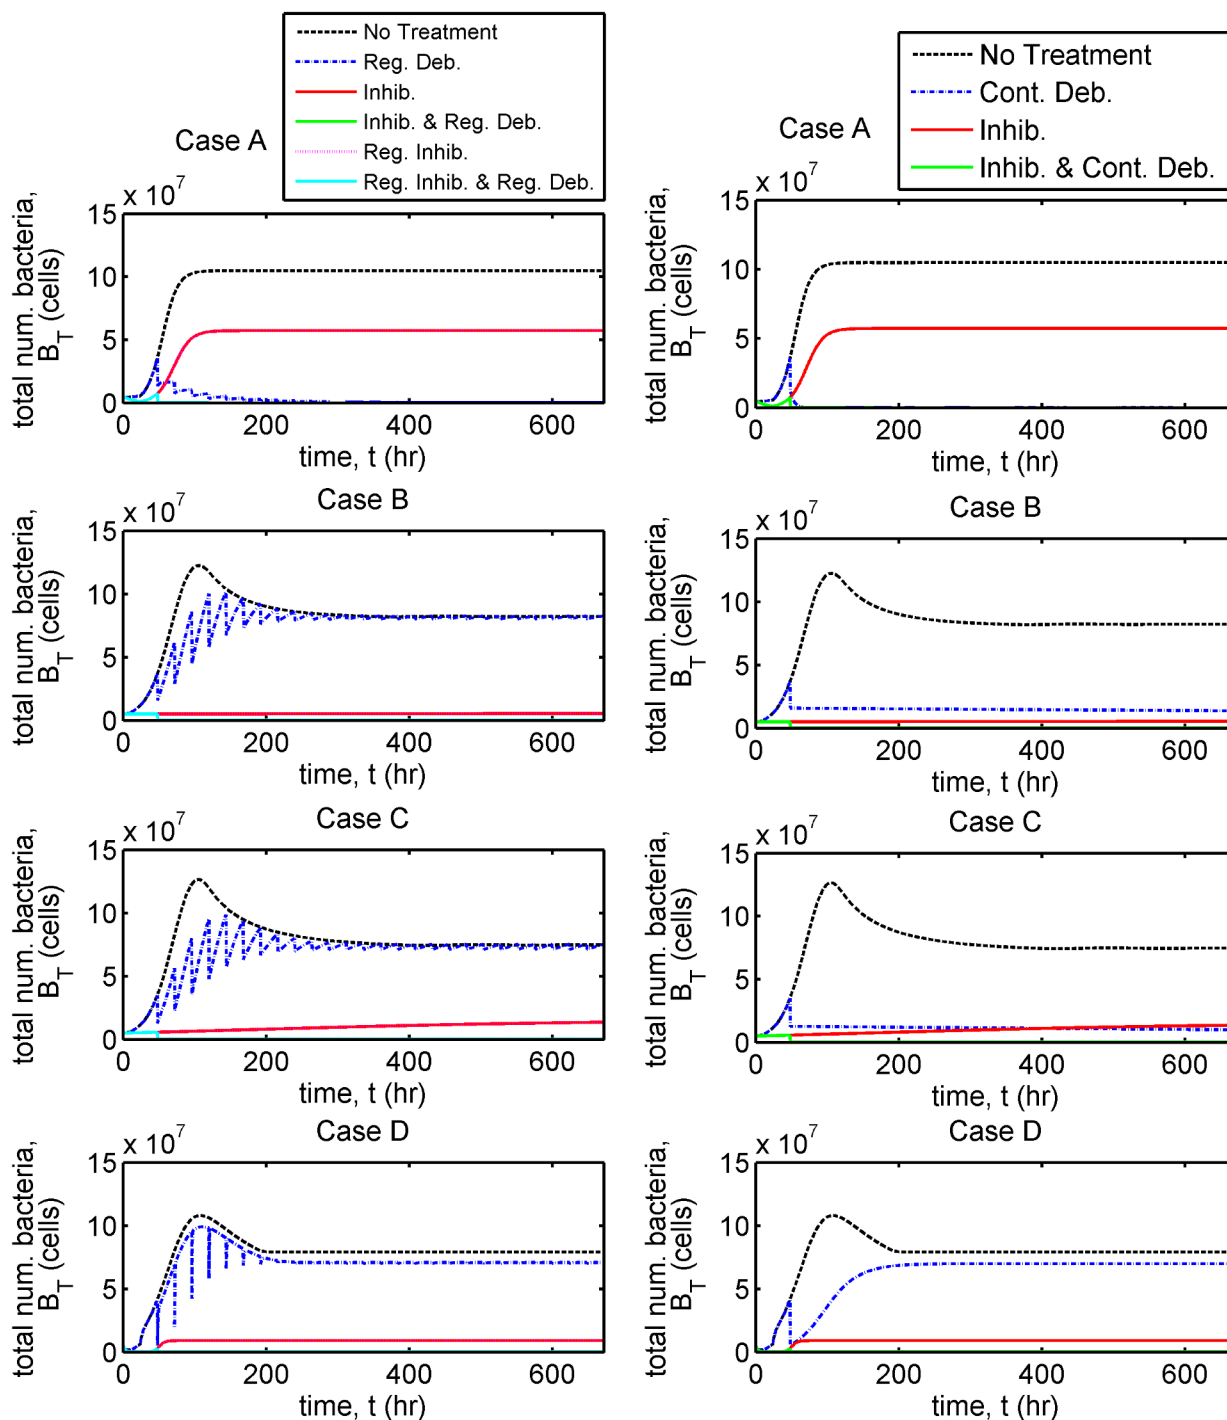 No Treatment
Reg. Deb.
Inhib.
Inhib. & Reg. Deb.
Reg. Inhib.
Reg. Inhib. & Reg. Deb.
Case A
x 10^7
15
10
5
0
0 200 400 600
total num. bacteria,
B_T (cells)
time, t (hr)
Case B
x 10^7
15
10
5
0
0 200 400 600
total num. bacteria,
B_T (cells)
time, t (hr)
Case C
x 10^7
15
10
5
0
0 200 400 600
total num. bacteria,
B_T (cells)
time, t (hr)
Case D
x 10^7
15
10
5
0
0 200 400 600
total num. bacteria,
B_T (cells)
time, t (hr)
No Treatment
Cont. Deb.
Inhib.
Inhib. & Cont. Deb.
Case A
x 10^7
15
10
5
0
0 200 400 600
total num. bacteria,
B_T (cells)
time, t (hr)
Case B
x 10^7
15
10
5
0
0 200 400 600
total num. bacteria,
B_T (cells)
time, t (hr)
Case C
x 10^7
15
10
5
0
0 200 400 600
total num. bacteria,
B_T (cells)
time, t (hr)
Case D
x 10^7
15
10
5
0
0 200 400 600
total num. bacteria,
B_T (cells)
time, t (hr)